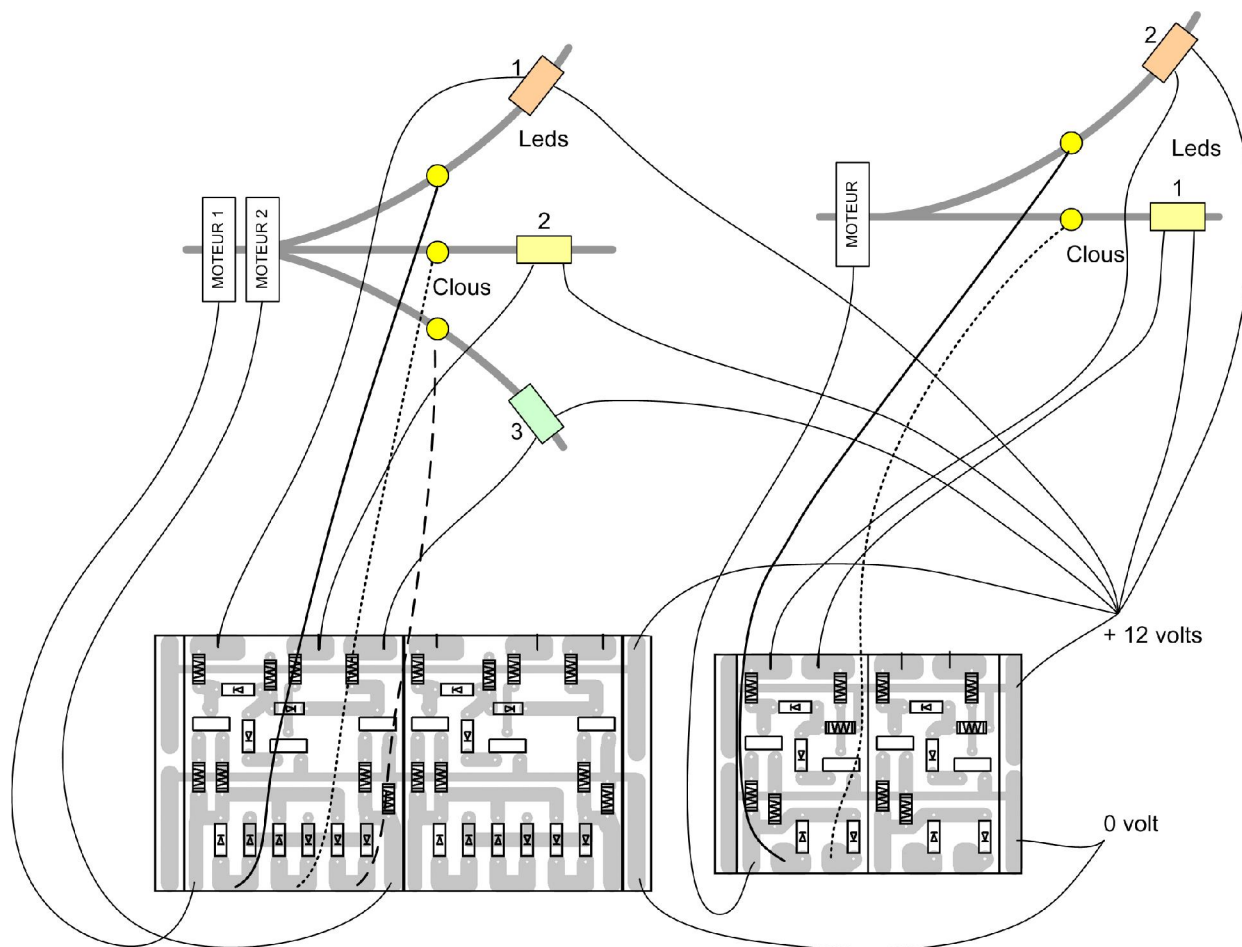 1
Leds
MOTEUR 1
MOTEUR 2
2
Clous
3
2
Leds
MOTEUR
1
Clous
+ 12 volts
0 volt